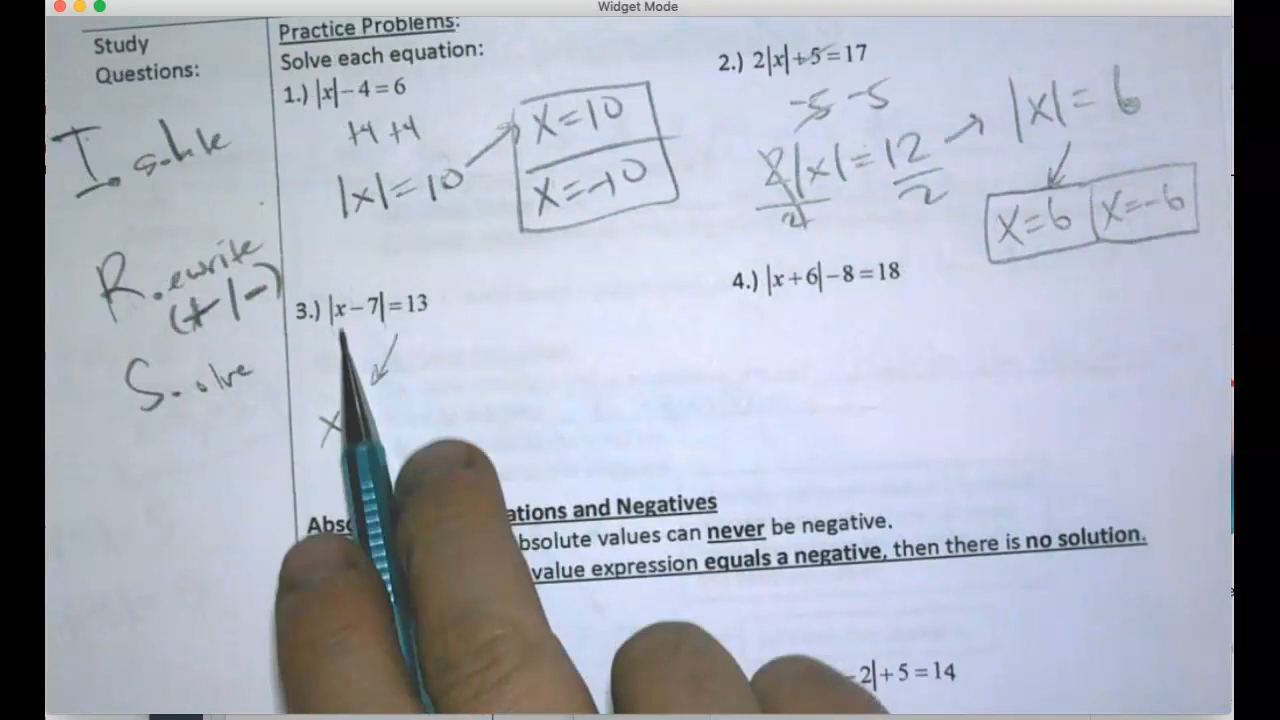 Widget Mode
Study
Questions:
I. solate
R. ewrite
(+ | -)
S. olve
Practice Problems:
Solve each equation:
1.) |x| - 4 = 6
+4 +4
|x| = 10
x = 10
x = -10
2.) 2|x| + 5 = 17
-5 -5
2|x| = 12
2 2
|x| = 6
x = 6 x = -6
3.) |x - 7| = 13
x
4.) |x + 6| - 8 = 18
ations and Negatives
bsolute values can never be negative.
value expression equals a negative, then there is no solution.
- 2| + 5 = 14